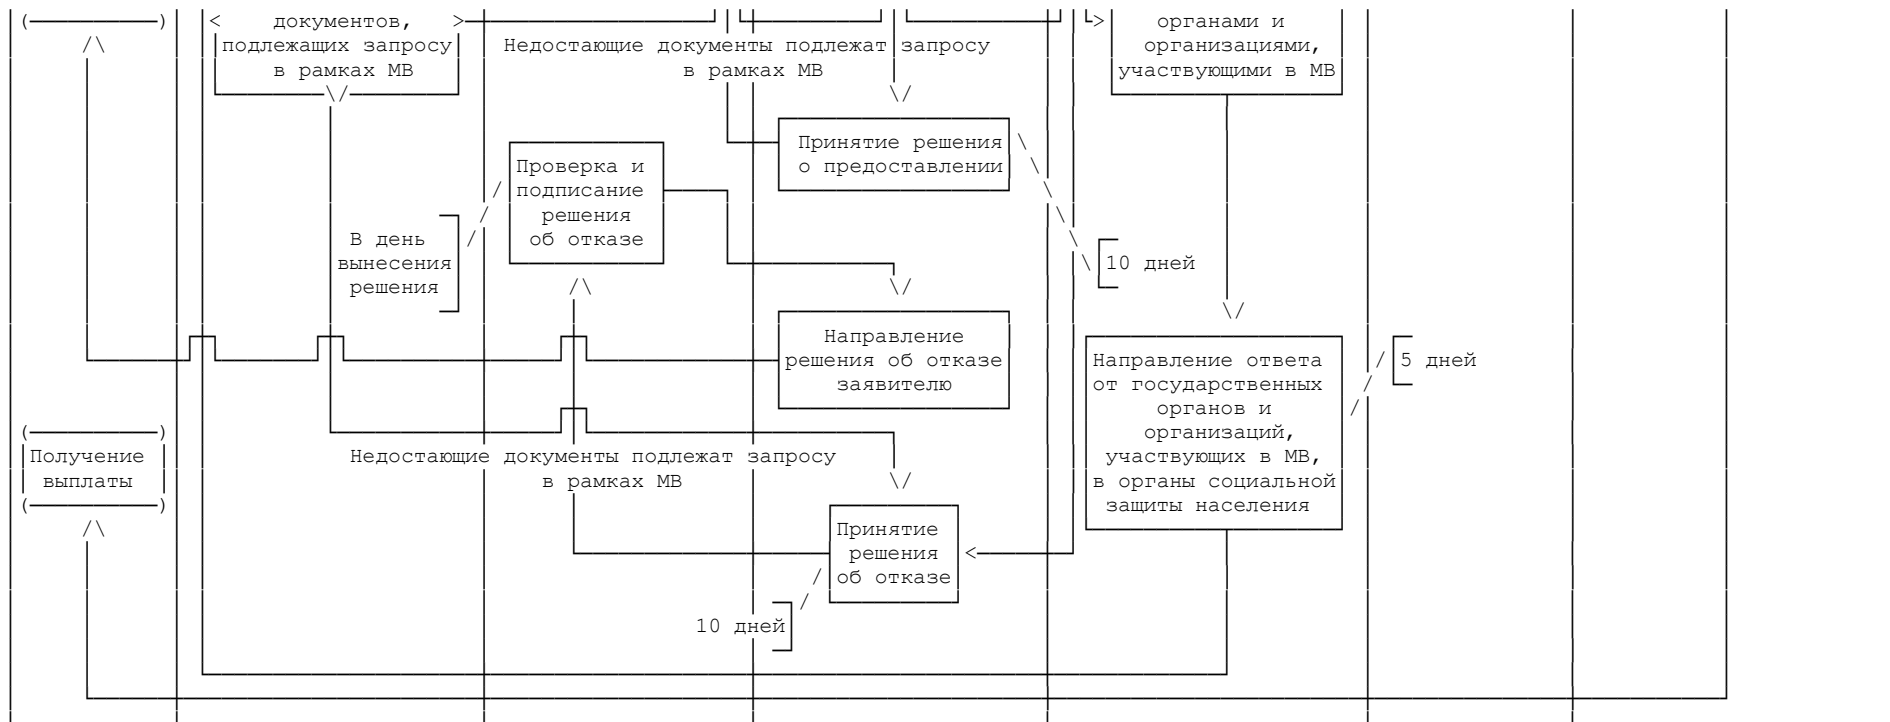 документов,
подлежащих запросу
в рамках МВ
Недостающие документы подлежат запросу
в рамках МВ
органами и
организациями,
участвующими в МВ
Принятие решения
о предоставлении
Проверка и
подписание
решения
об отказе
В день
вынесения
решения
10 дней
Направление
решения об отказе
заявителю
Направление ответа
от государственных
органов и
организаций,
участвующих в МВ,
в органы социальной
защиты населения
5 дней
Получение
выплаты
Недостающие документы подлежат запросу
в рамках МВ
Принятие
решения
об отказе
10 дней